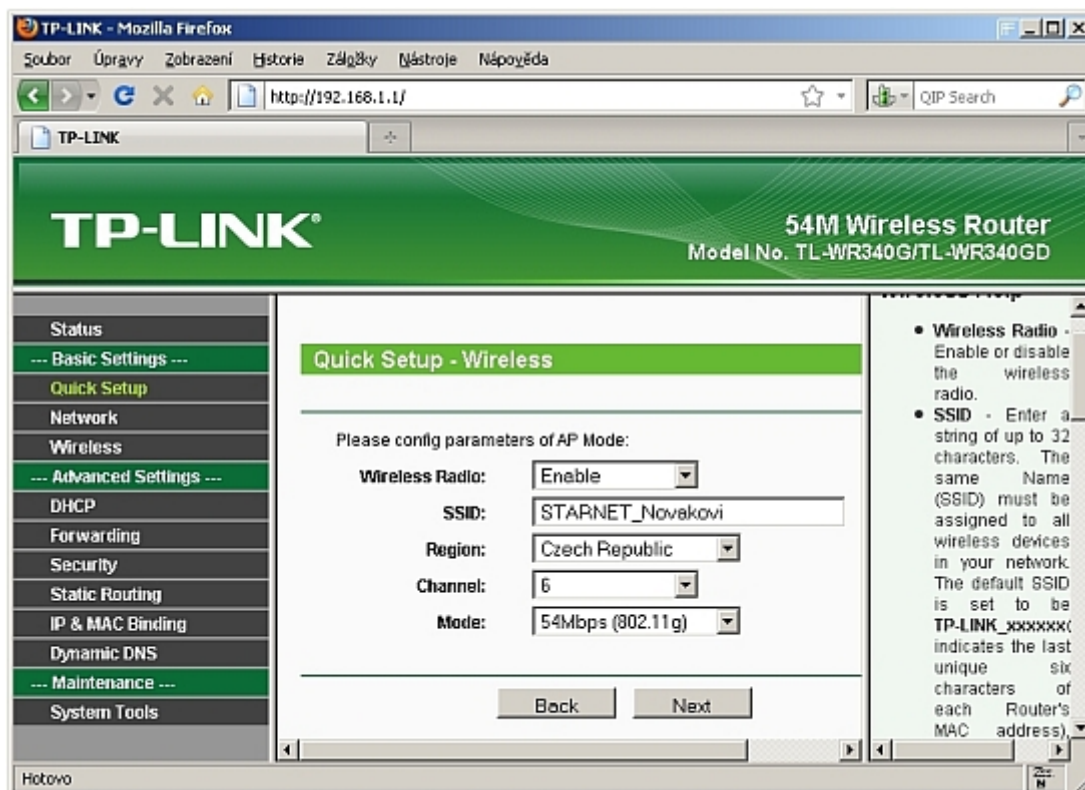 TP-LINK - Mozilla Firefox
Soubor Úpravy Zobrazení Historie Záložky Nástroje Nápověda
http://192.168.1.1/
QIP Search
TP-LINK
TP-LINK®
54M Wireless Router
Model No. TL-WR340G/TL-WR340GD
Status
--- Basic Settings ---
Quick Setup
Network
Wireless
--- Advanced Settings ---
DHCP
Forwarding
Security
Static Routing
IP & MAC Binding
Dynamic DNS
--- Maintenance ---
System Tools
Quick Setup - Wireless
Please config parameters of AP Mode:
Wireless Radio: Enable
SSID: STARNET_Novakovi
Region: Czech Republic
Channel: 6
Mode: 54Mbps (802.11g)
Back Next
Wireless Help
Wireless Radio -
Enable or disable
the wireless
radio.
SSID - Enter a
string of up to 32
characters. The
same Name
(SSID) must be
assigned to all
wireless devices
in your network.
The default SSID
is set to be
TP-LINK_xxxxxx(
indicates the last
unique six
characters of
each Router's
MAC address),
Hotovo